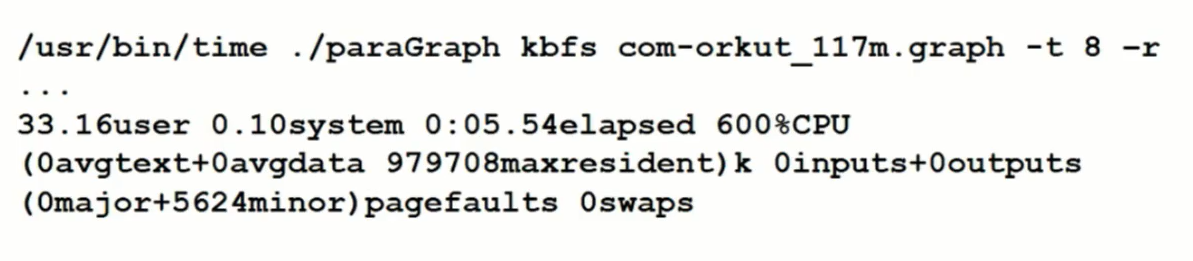 /usr/bin/time ./paraGraph kbfs com-orkut_117m.graph -t 8 –r
...
33.16user 0.10system 0:05.54elapsed 600%CPU
(0avgtext+0avgdata 979708maxresident)k 0inputs+0outputs
(0major+5624minor)pagefaults 0swaps